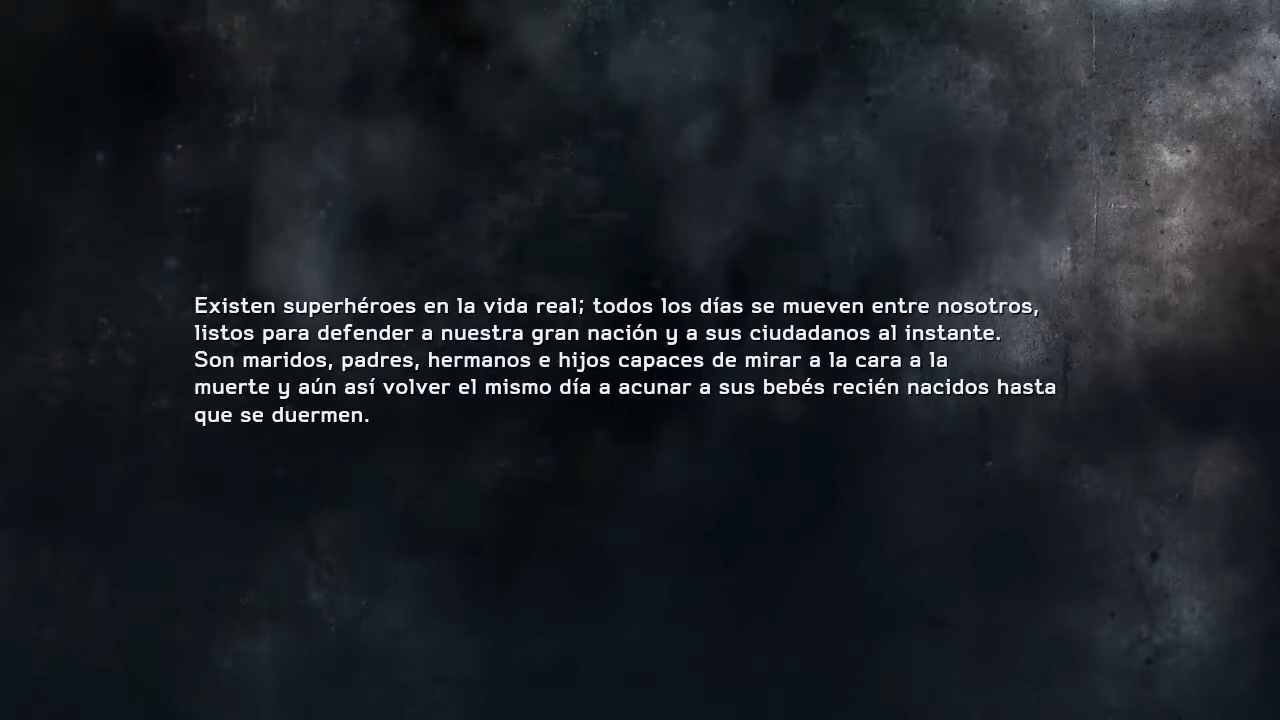 Existen superhéroes en la vida real; todos los días se mueven entre nosotros,
listos para defender a nuestra gran nación y a sus ciudadanos al instante.
Son maridos, padres, hermanos e hijos capaces de mirar a la cara a la
muerte y aún así volver el mismo día a acunar a sus bebés recién nacidos hasta
que se duermen.